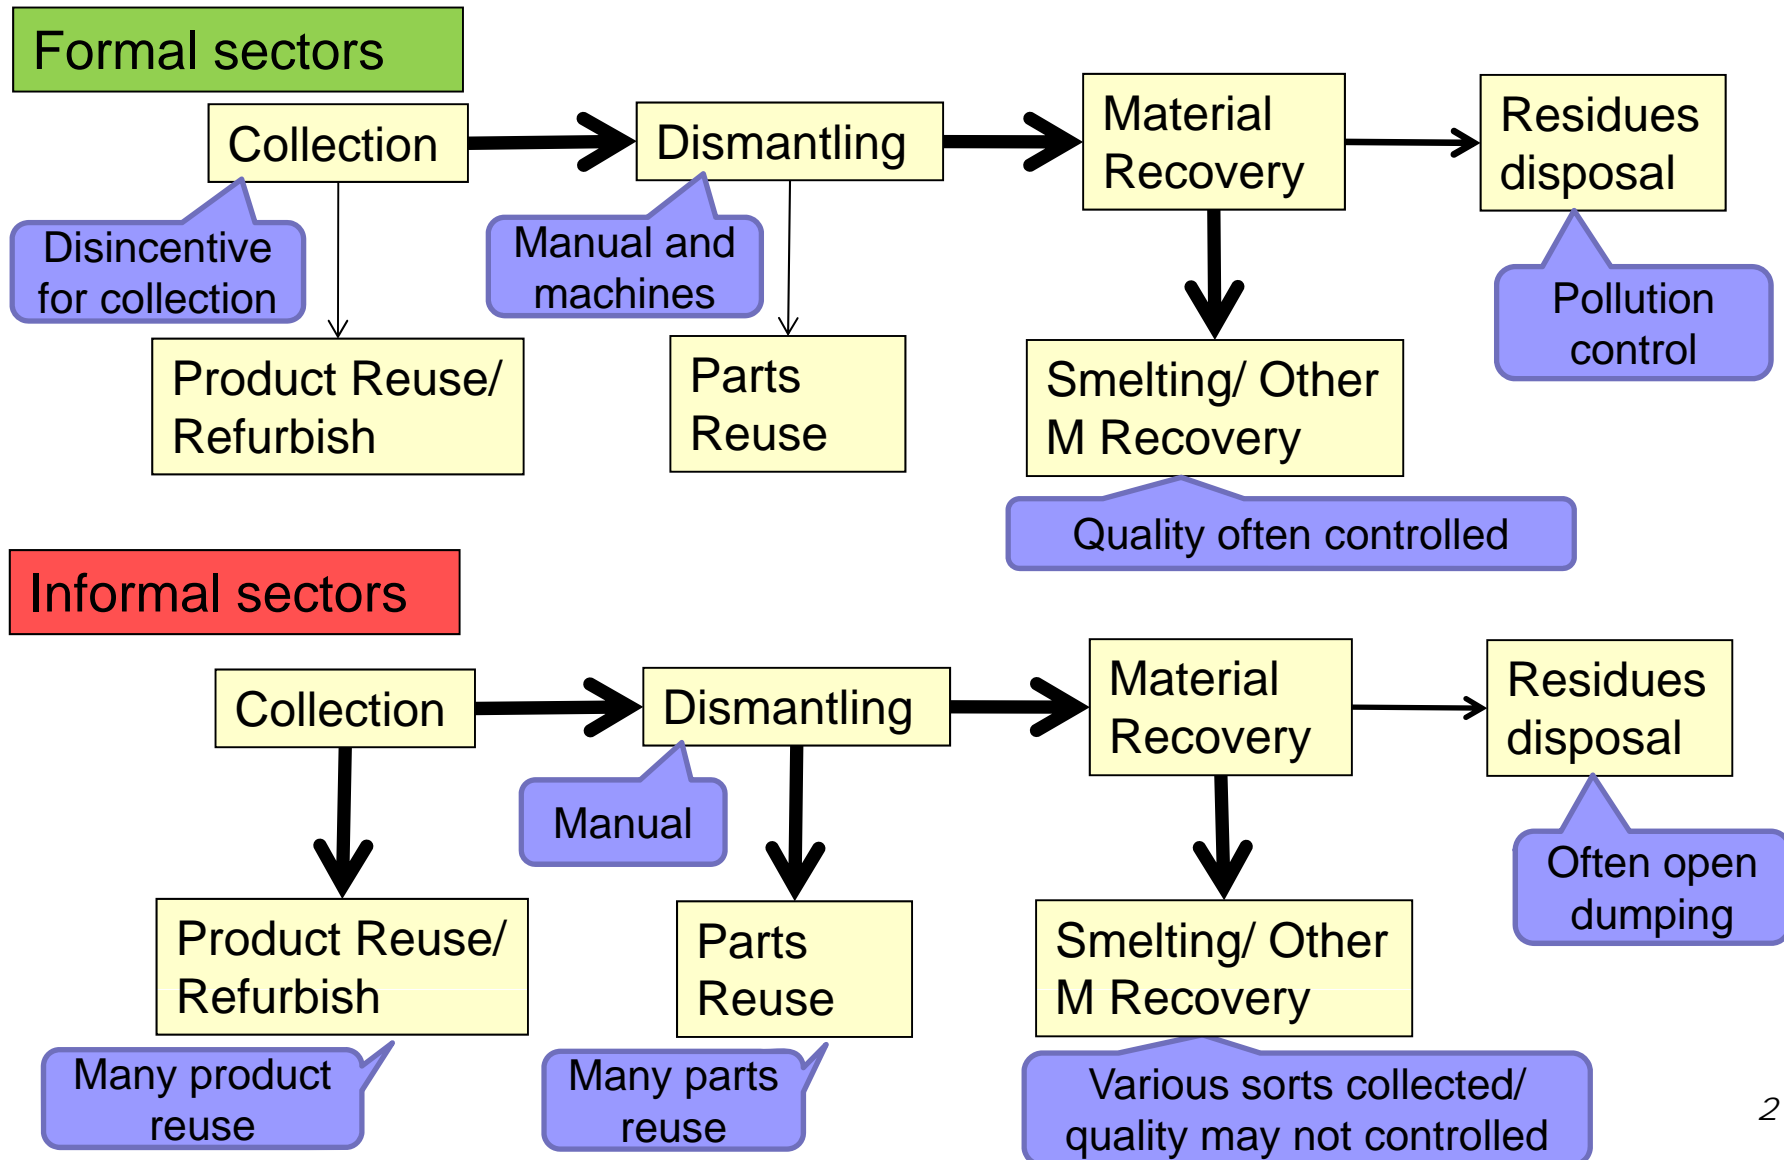 Formal sectors
Collection
Dismantling
Material
Recovery
Residues
disposal
Disincentive
for collection
Manual and
machines
Pollution
control
Product Reuse/
Refurbish
Parts
Reuse
Smelting/ Other
M Recovery
Quality often controlled
Informal sectors
Collection
Dismantling
Material
Recovery
Residues
disposal
Manual
Often open
dumping
Product Reuse/
Refurbish
Parts
Reuse
Smelting/ Other
M Recovery
Many product
reuse
Many parts
reuse
Various sorts collected/
quality may not controlled
2